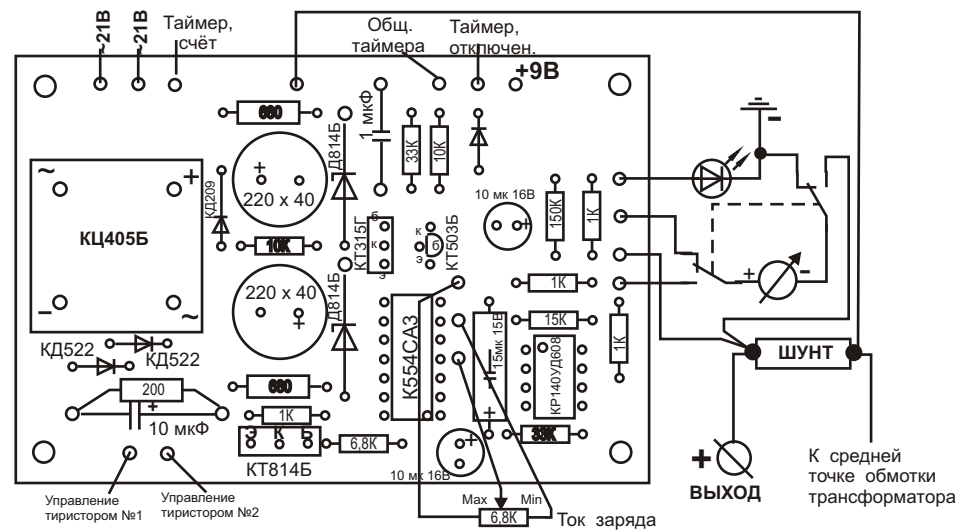 ~21В
~21В
Таймер,
счёт
Общ.
таймера
Таймер,
отключен.
+9В
680
1 мкФ
33К
10К
Д814Б
~
+
КЦ405Б
−
~
КД209
+
220 x 40
10К
КТ315Г
б
к
э
к
б
э
КТ503Б
10 мк 16В
+
150К
1К
−
+
−
220 x 40
+
Д814Б
К554СА3
1К
15К
15мк 15В
+
КР140УД608
1К
ШУНТ
КД522
КД522
200
+
10 мкФ
680
1К
Э К Б
КТ814Б
6,8К
+
10 мк 16В
33К
Управление
тиристором №1
Управление
тиристором №2
Max
Min
6,8К
Ток заряда
+
ВЫХОД
К средней
точке обмотки
трансформатора